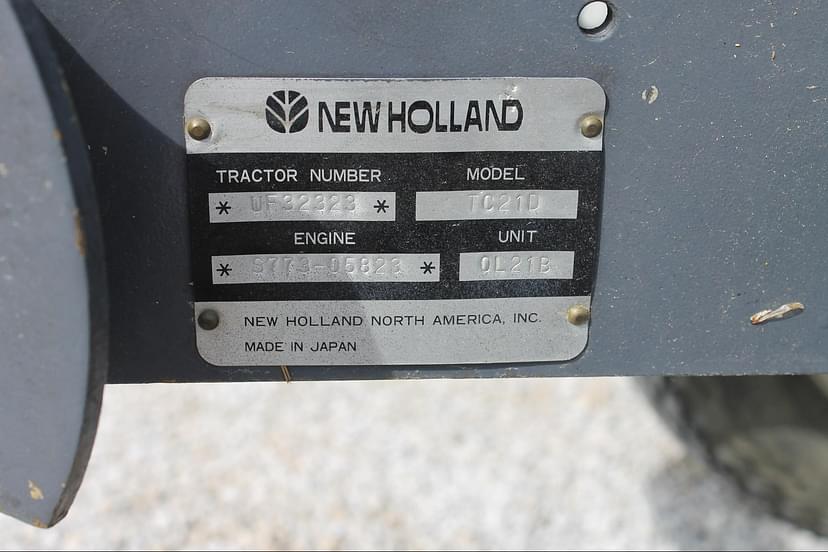 NEW HOLLAND
TRACTOR NUMBER MODEL
* UF32323 * TC21D
ENGINE UNIT
* S773-05823 * OL21B
NEW HOLLAND NORTH AMERICA, INC.
MADE IN JAPAN